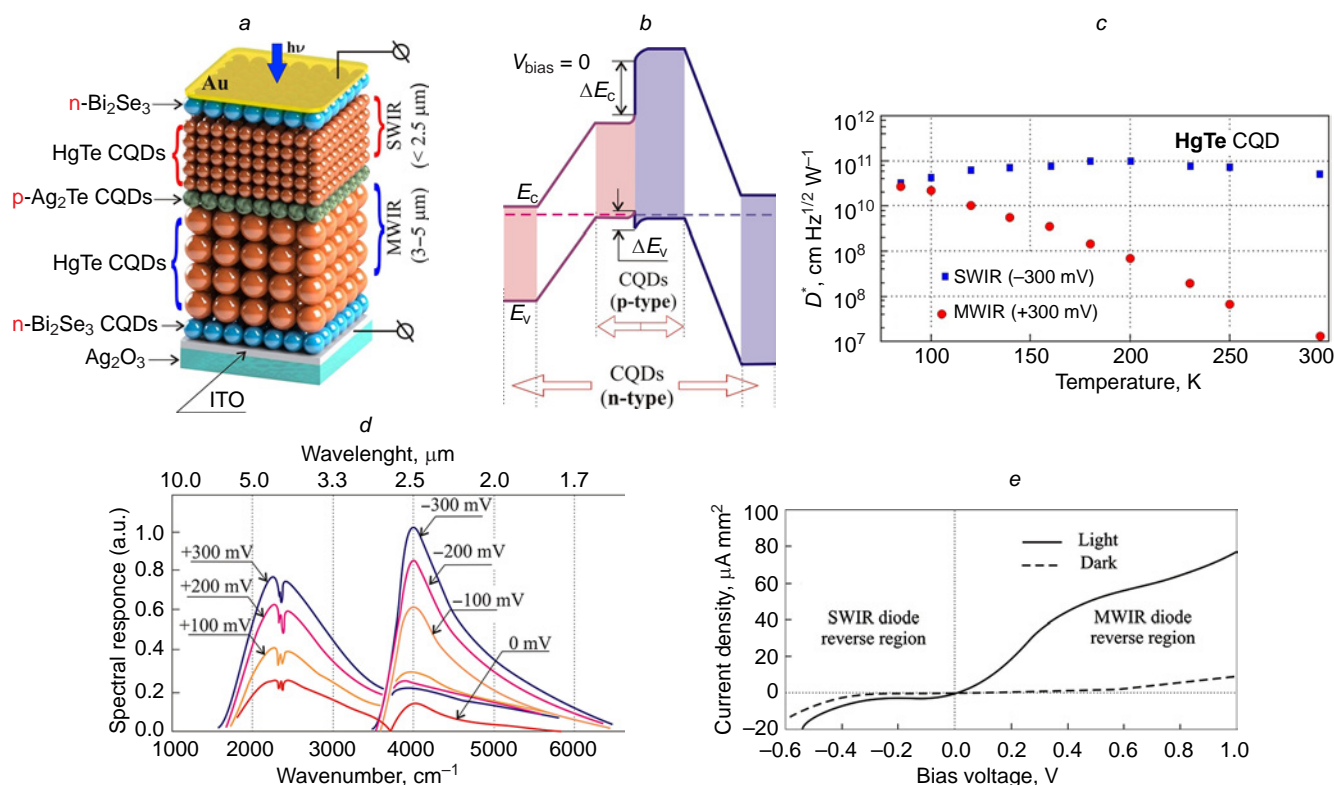 a
hν
Au
n-Bi2Se3
HgTe CQDs
SWIR
(< 2.5 μm)
p-Ag2Te CQDs
MWIR
(3–5 μm)
HgTe CQDs
n-Bi2Se3 CQDs
Ag2O3
ITO
b
Vbias = 0
ΔEc
Ec
ΔEv
Ev
CQDs
(p-type)
CQDs
(n-type)
c
HgTe CQD
D*, cm Hz1/2 W−1
10^12
10^11
10^10
10^8
10^8
10^7
SWIR (−300 mV)
MWIR (+300 mV)
100 150 200 250 300
Temperature, K
d
Wavelenght, μm
10.0 5.0 3.3 2.5 2.0 1.7
Spectral responce (a.u.)
1.0
0.8
0.6
0.4
0.2
0.0
+300 mV
+200 mV
+100 mV
−300 mV
−200 mV
−100 mV
0 mV
1000 2000 3000 4000 5000 6000
Wavenumber, cm−1
e
Current density, μA mm2
100
80
60
40
20
0
−20
Light
Dark
SWIR diode
reverse region
MWIR diode
reverse region
−0.6 −0.4 −0.2 0.0 0.2 0.4 0.6 0.8 1.0
Bias voltage, V